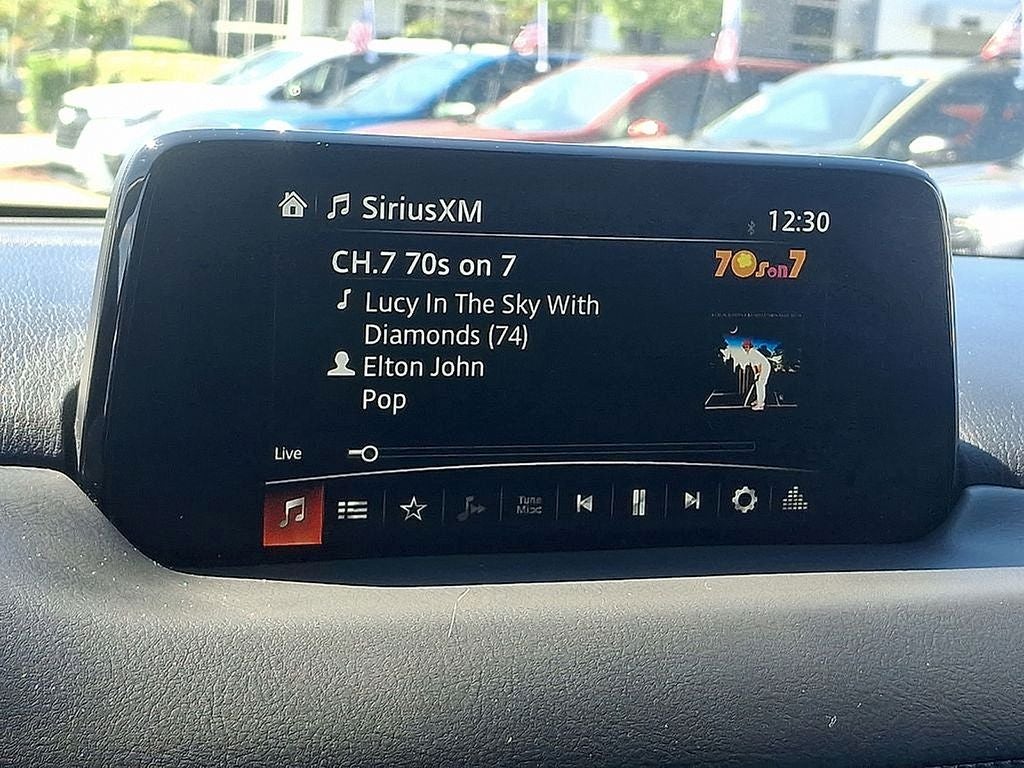 SiriusXM
12:30
CH.7 70s on 7
70s on 7
Lucy In The Sky With
Diamonds (74)
Elton John
Pop
Live
Tune